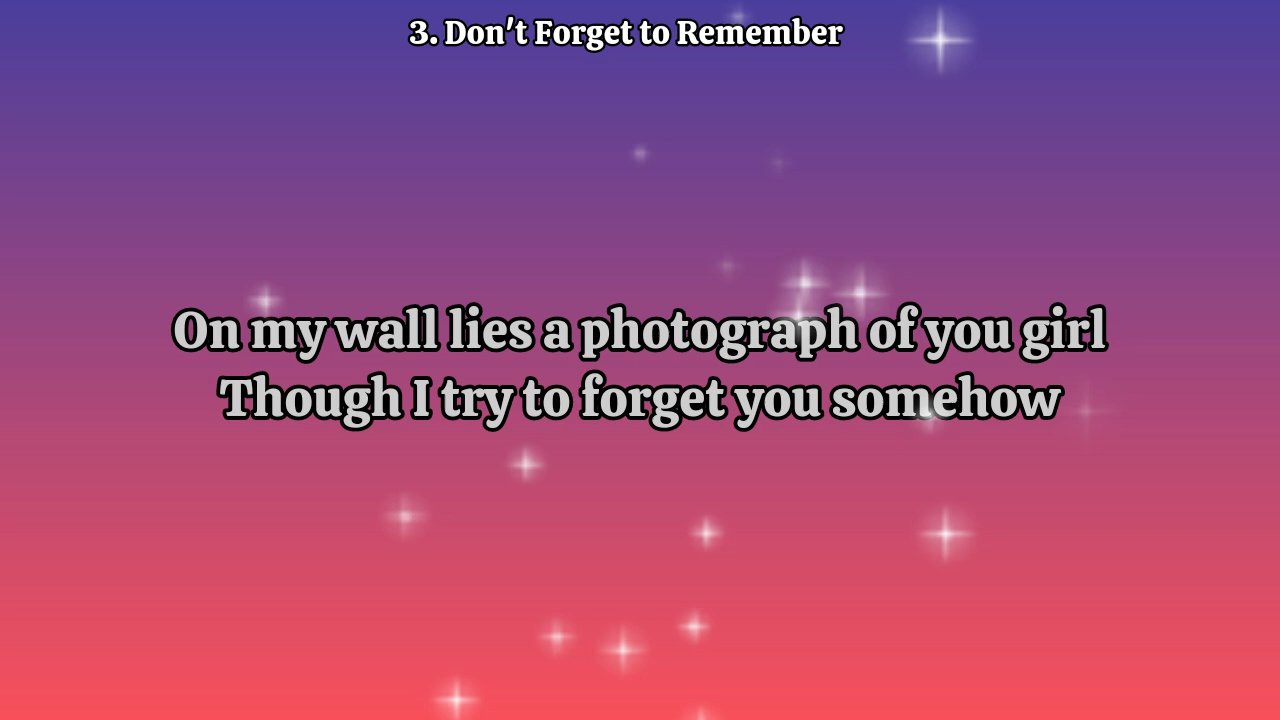 3. Don't Forget to Remember
On my wall lies a photograph of you girl
Though I try to forget you somehow